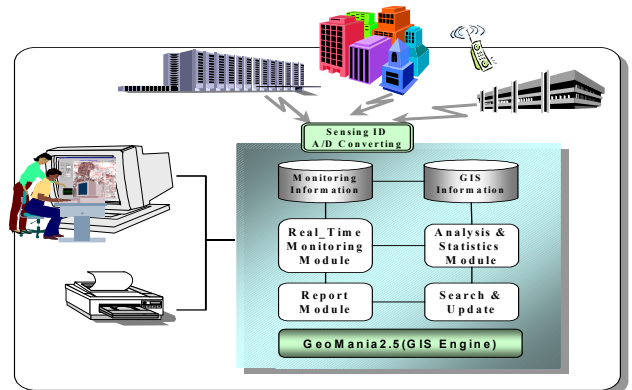 Sensing ID
A/D Converting
Monitoring
Information
GIS
Information
Real_Time
Monitoring
Module
Analysis &
Statistics
Module
Report
Module
Search &
Update
GeoMania2.5(GIS Engine)